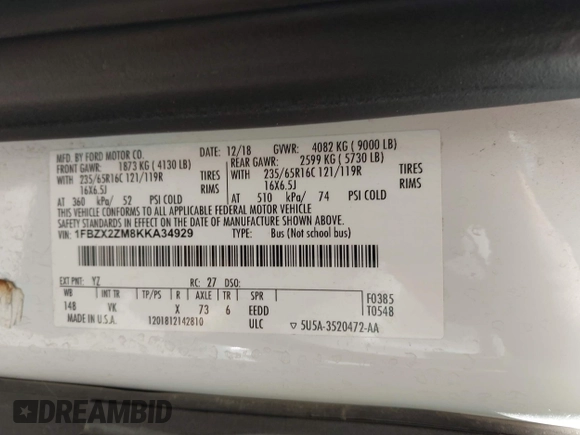 MFD. BY FORD MOTOR CO.
12/18 GVWR: 4082 KG ( 9000 LB)
FRONT GAWR: 1873 KG ( 4130 LB)
REAR GAWR: 2599 KG ( 5730 LB)
WITH 235/65R16C 121/119R TIRES
WITH 235/65R16C 121/119R TIRES
16X6.5J RIMS
16X6.5J RIMS
AT 360 kPa/ 52 PSI COLD
AT 510 kPa/ 74 PSI COLD
THIS VEHICLE CONFORMS TO ALL APPLICABLE FEDERAL MOTOR VEHICLE
SAFETY STANDARDS IN EFFECT ON THE DATE OF MANUFACTURE SHOWN ABOVE.
VIN: 1FBZX2ZM8KKA34929 TYPE: Bus (Not school bus)
EXT PNT: YZ RC: 27 DSO:
WB INT TR TP/PS R AXLE TR SPR F0385
148 VK X 73 6 EEDD T0548
MADE IN U.S.A. 1201812142810 ULC ▽ 5U5A-3520472-AA
DREAMBID